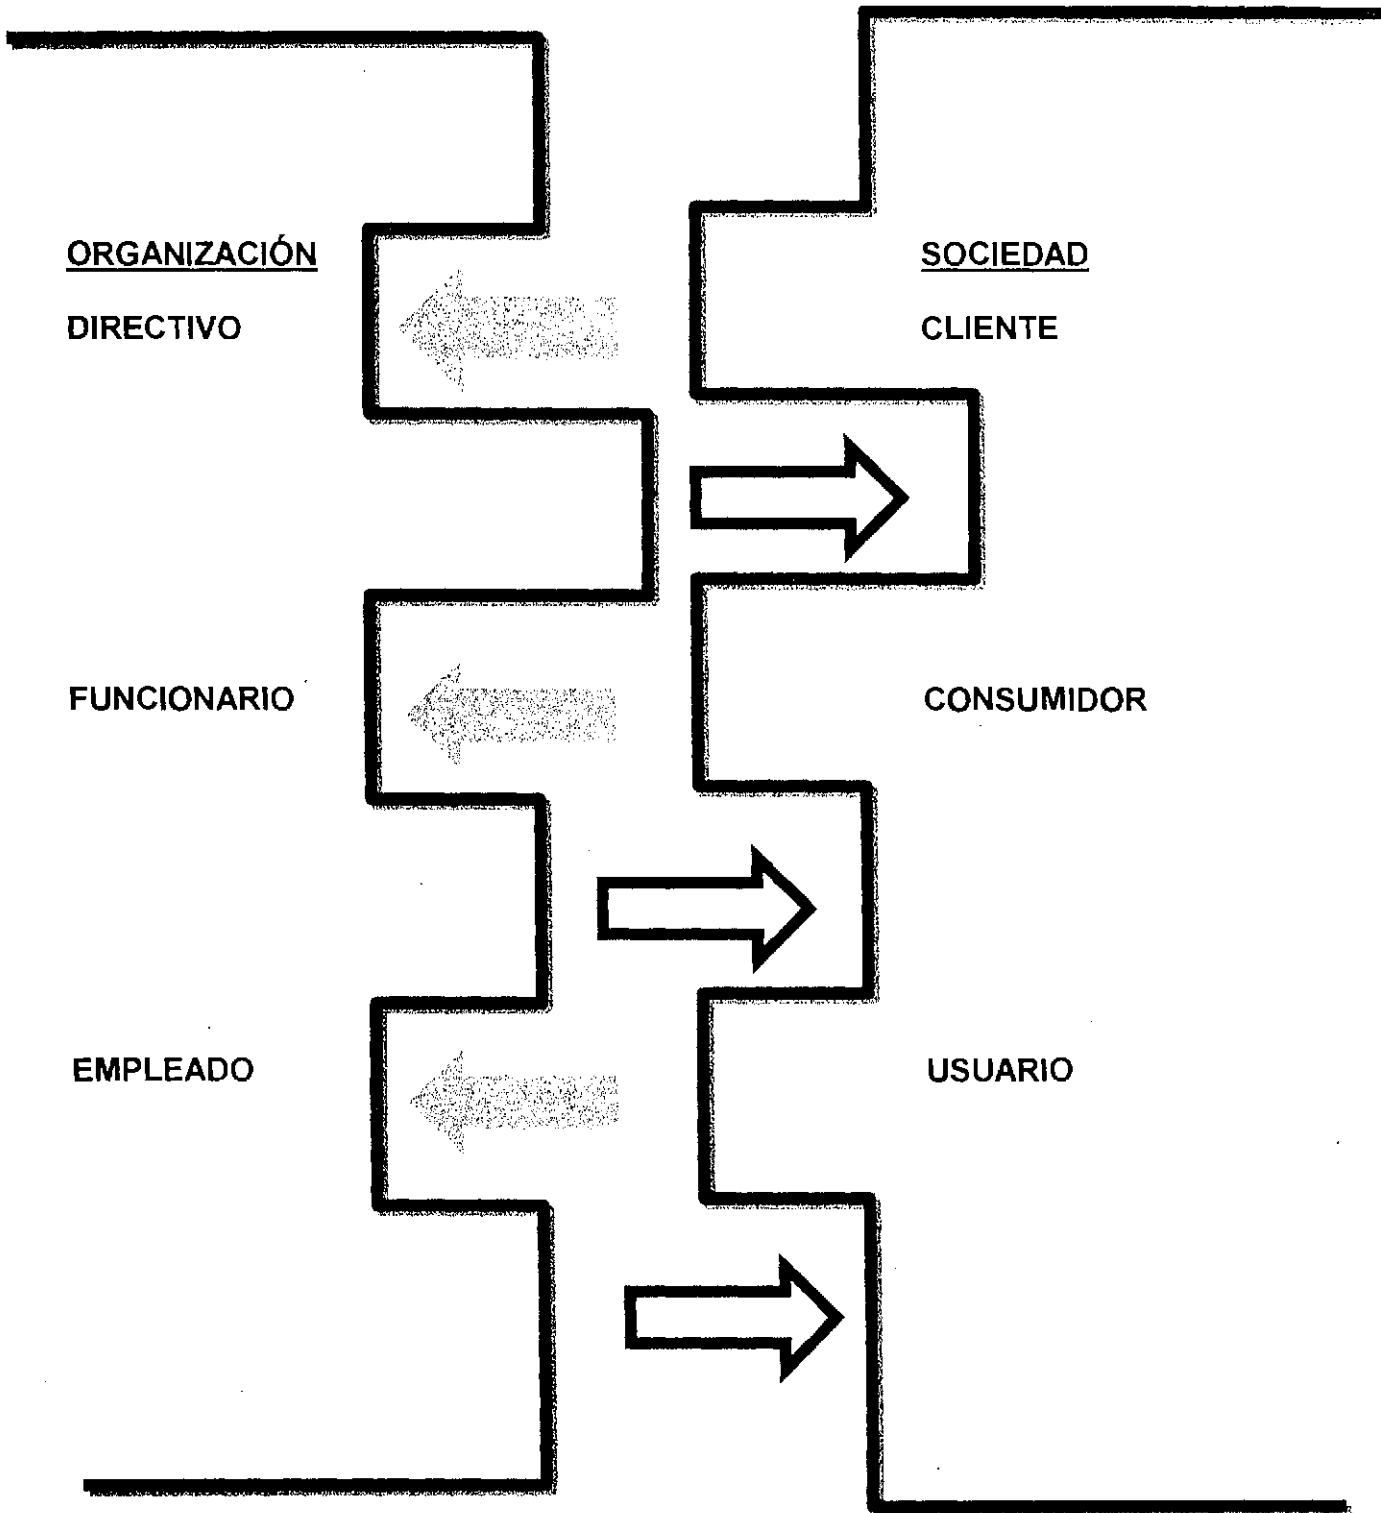 ORGANIZACIÓN
DIRECTIVO
FUNCIONARIO
EMPLEADO
SOCIEDAD
CLIENTE
CONSUMIDOR
USUARIO